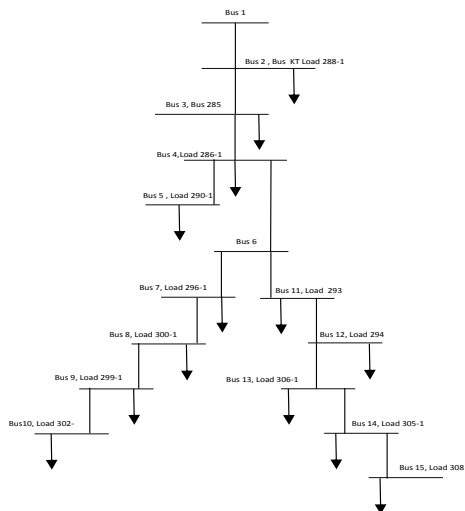 Bus 1
Bus 2 , Bus KT Load 288-1
Bus 3, Bus 285
Bus 4,Load 286-1
Bus 5 , Load 290-1
Bus 6
Bus 7, Load 296-1
Bus 11, Load 293
Bus 8, Load 300-1
Bus 12, Load 294
Bus 9, Load 299-1
Bus 13, Load 306-1
Bus10, Load 302-
Bus 14, Load 305-1
Bus 15, Load 308